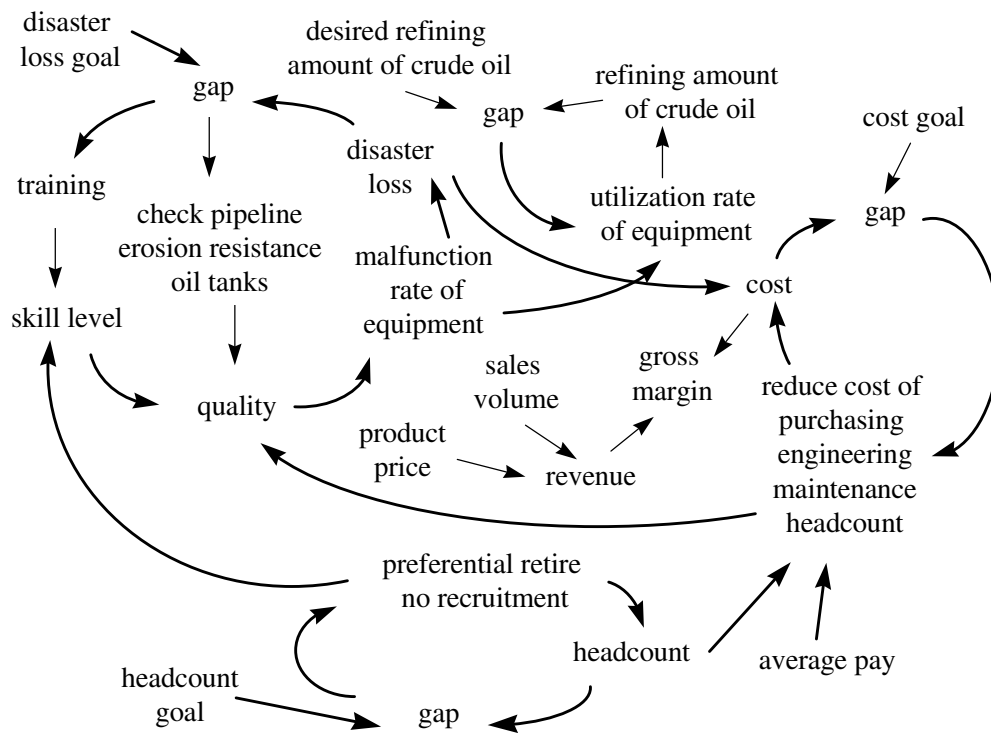 disaster
loss goal
gap
desired refining
amount of crude oil
gap
refining amount
of crude oil
cost goal
gap
training
disaster
loss
check pipeline
erosion resistance
oil tanks
utilization rate
of equipment
malfunction
rate of
equipment
cost
skill level
gross
margin
sales
volume
reduce cost of
purchasing
engineering
maintenance
headcount
quality
product
price
revenue
preferential retire
no recruitment
headcount
average pay
headcount
goal
gap